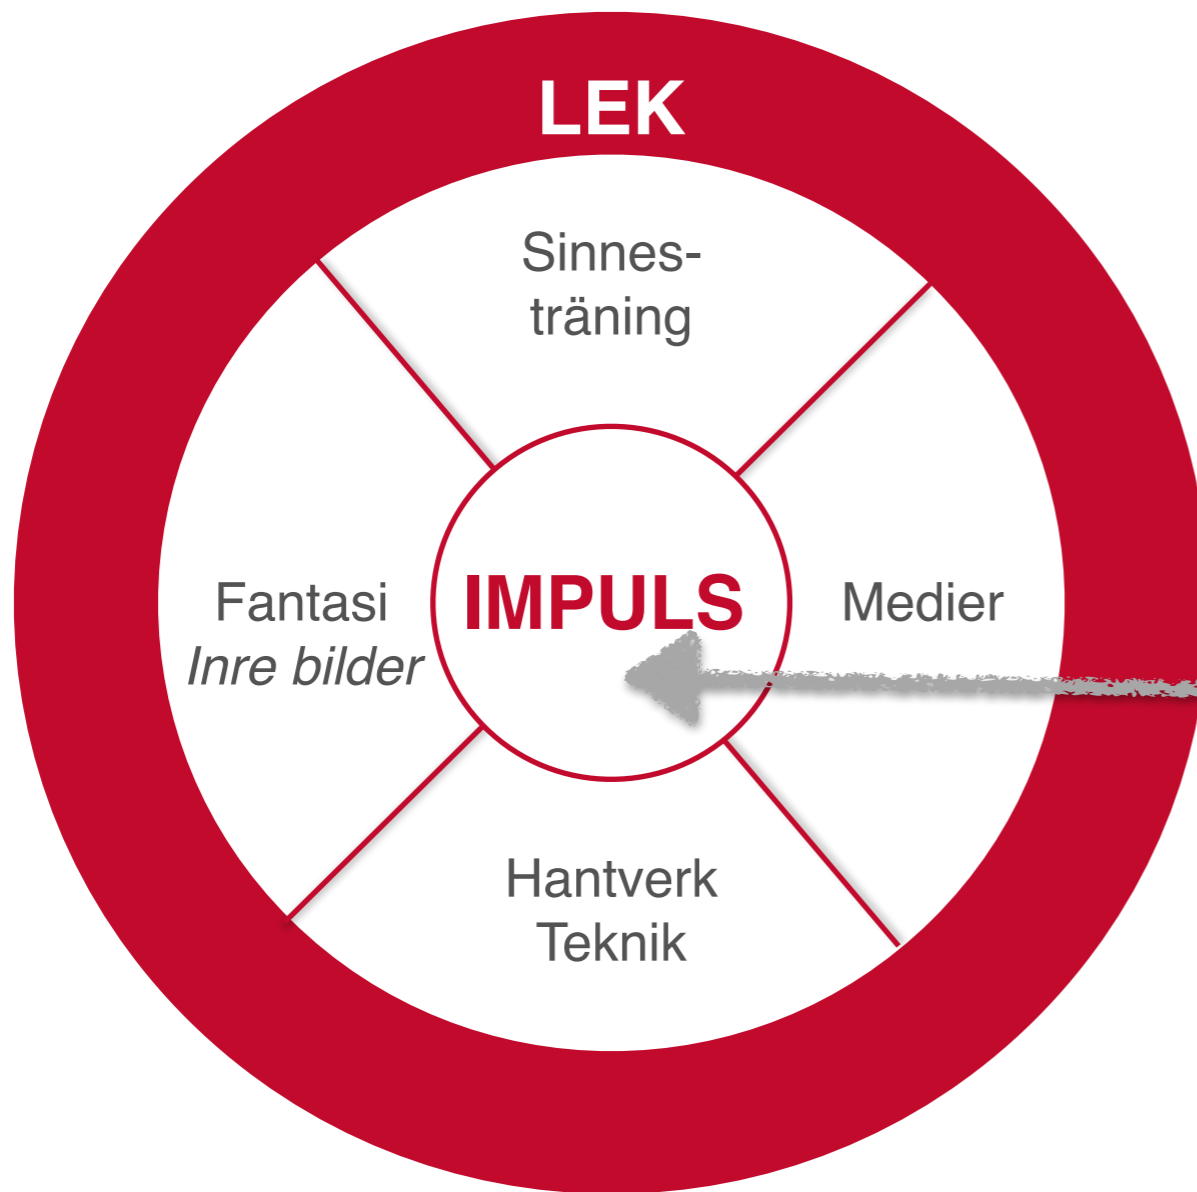 LEK
Sinnes-
träning
Fantasi
Inre bilder
IMPULS
Medier
Hantverk
Teknik